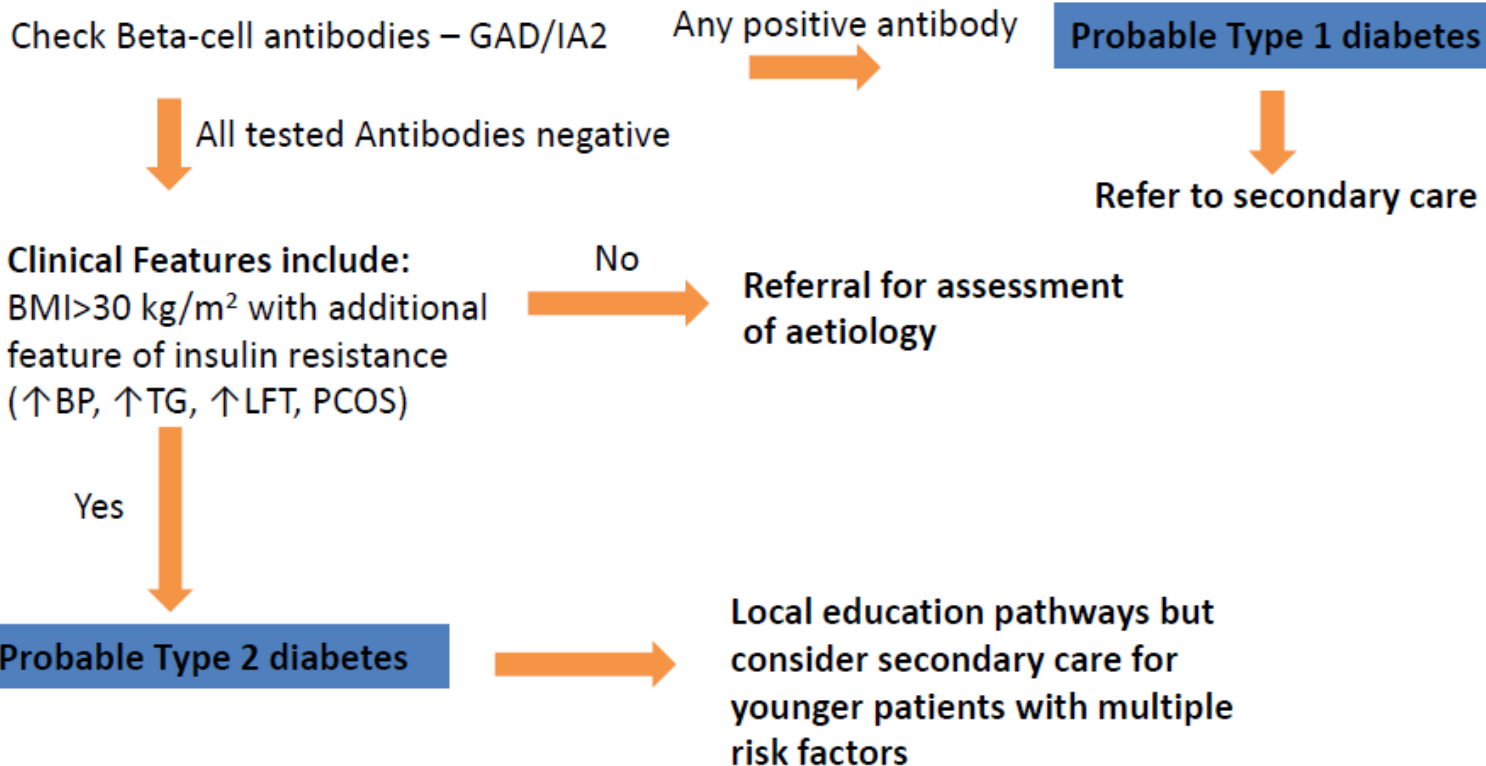 Check Beta-cell antibodies – GAD/IA2
Any positive antibody
Probable Type 1 diabetes
All tested Antibodies negative
Refer to secondary care
Clinical Features include:
BMI>30 kg/m² with additional
feature of insulin resistance
(↑BP, ↑TG, ↑LFT, PCOS)
No
Referral for assessment
of aetiology
Yes
Probable Type 2 diabetes
Local education pathways but
consider secondary care for
younger patients with multiple
risk factors